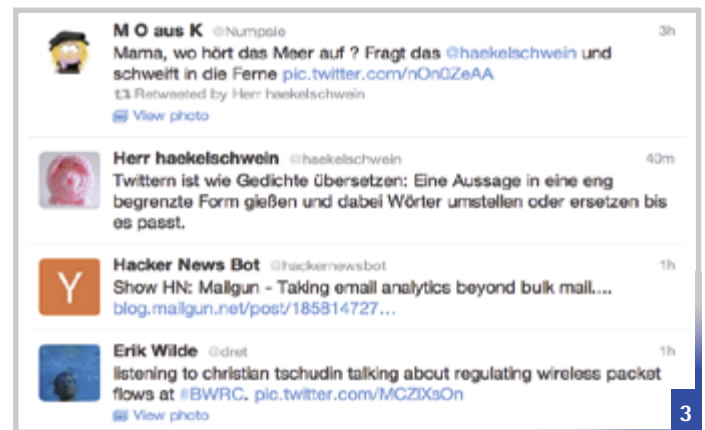 M O aus K @Numpsie 3h
Mama, wo hört das Meer auf ? Fragt das @haekelschwein und
schweift in die Ferne pic.twitter.com/nOn0ZeAA
Retweeted by Herr haekelschwein
View photo
Herr haekelschwein @haekelschwein 40m
Twittern ist wie Gedichte übersetzen: Eine Aussage in eine eng
begrenzte Form gießen und dabei Wörter umstellen oder ersetzen bis
es passt.
Y
Hacker News Bot @hackernewsbot 1h
Show HN: Mailgun - Taking email analytics beyond bulk mail....
blog.mailgun.net/post/185814727...
Erik Wilde @dret 1h
listening to christian tschudin talking about regulating wireless packet
flows at #BWRC. pic.twitter.com/MCZIXsOn
View photo
3